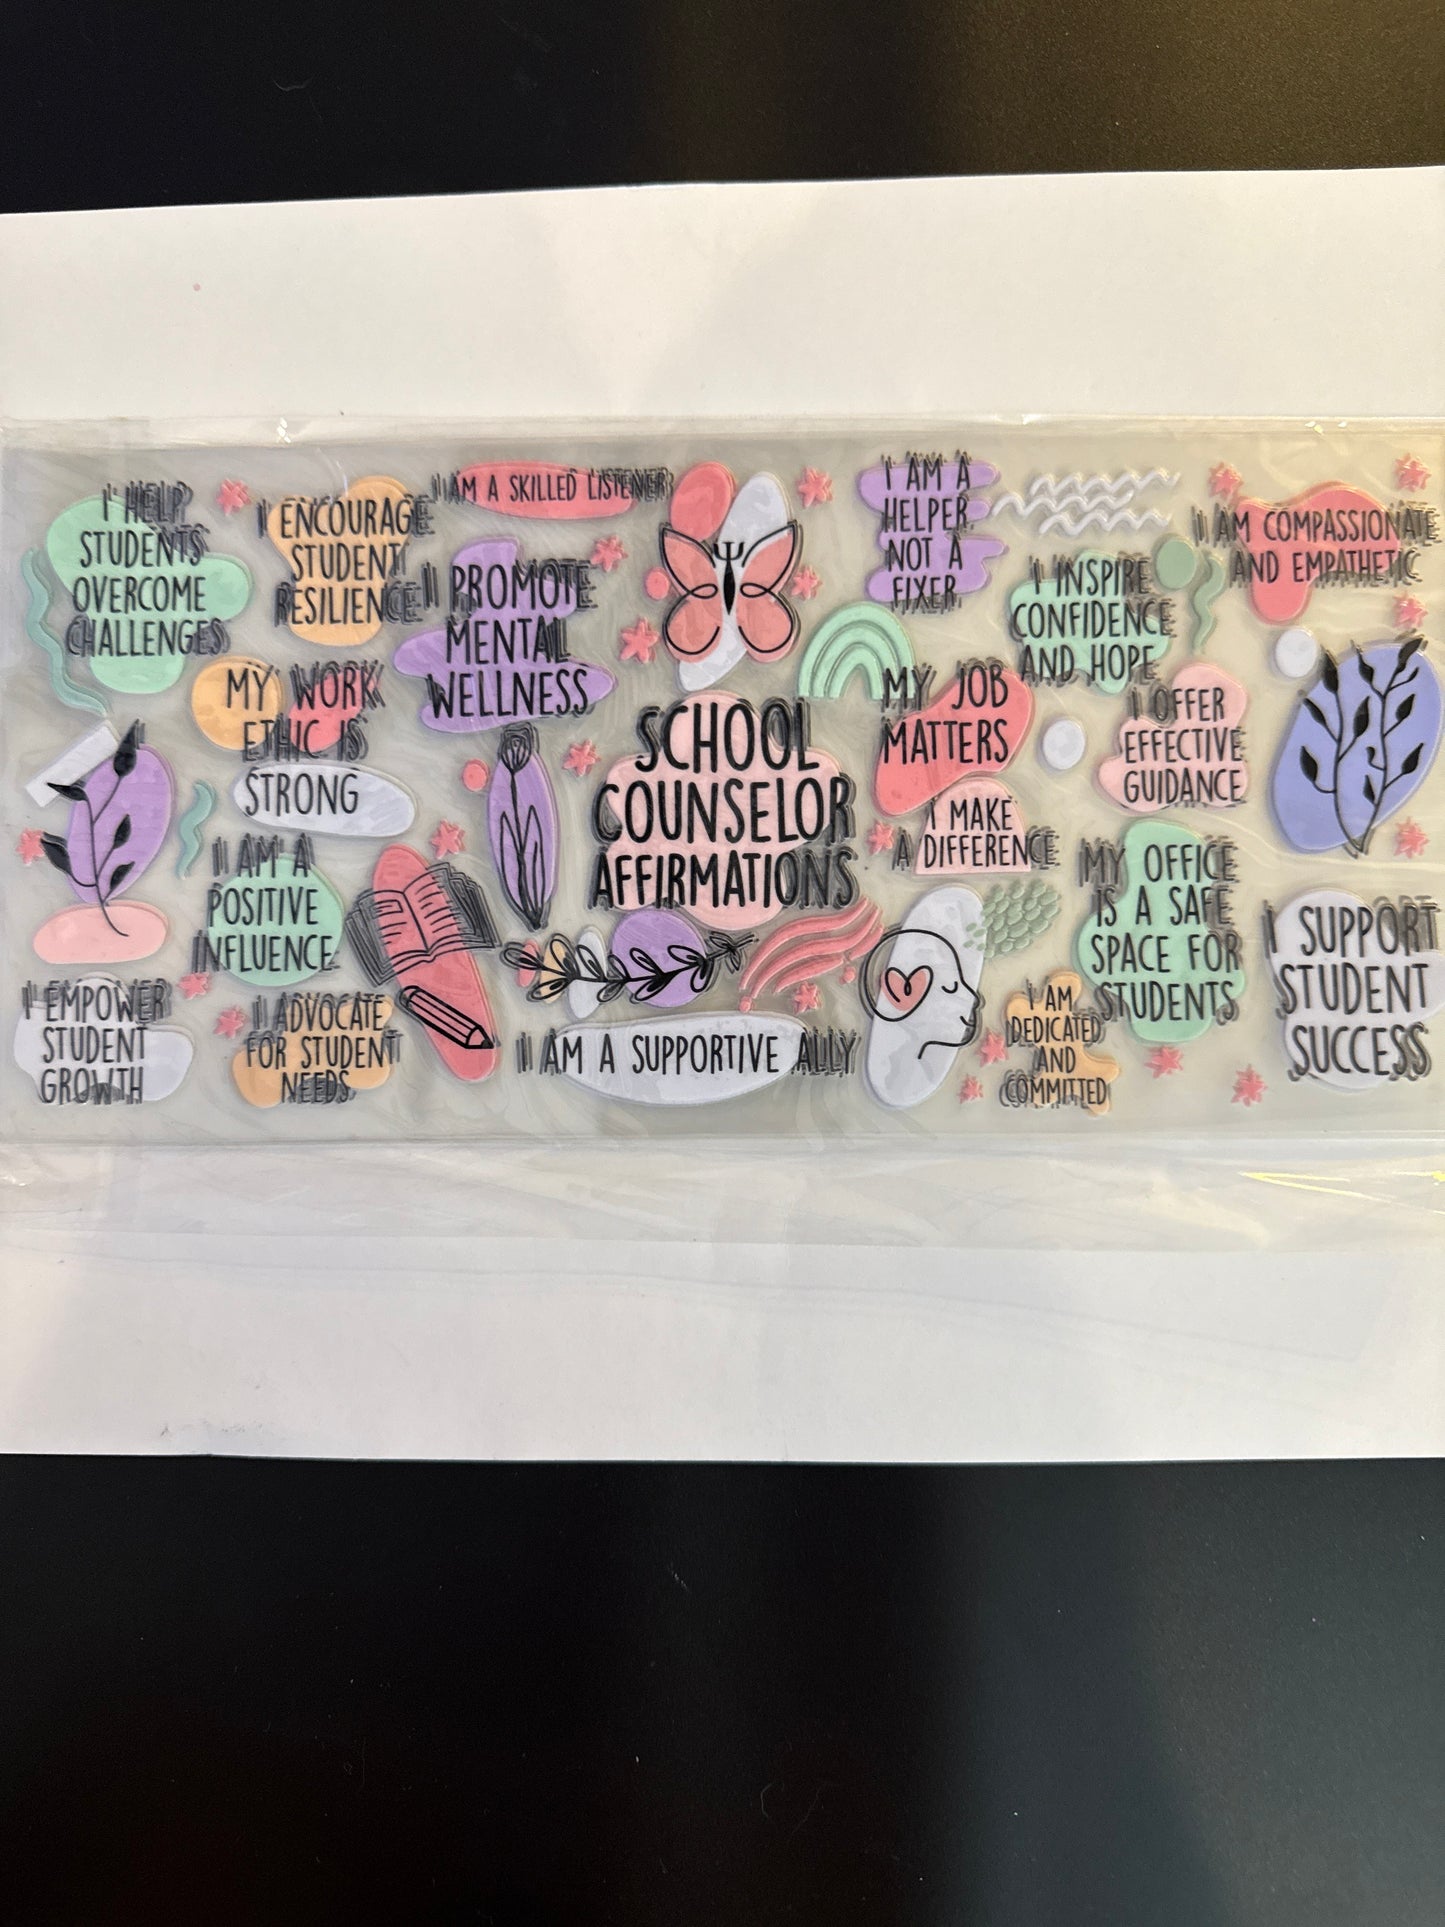 I HELP
STUDENTS
OVERCOME
CHALLENGES
I ENCOURAGE
STUDENT
RESILIENCE
I AM A SKILLED LISTENER
I PROMOTE
MENTAL
WELLNESS
MY WORK
ETHIC IS
STRONG
I AM A
POSITIVE
INFLUENCE
I EMPOWER
STUDENT
GROWTH
I ADVOCATE
FOR STUDENT
NEEDS
SCHOOL
COUNSELOR
AFFIRMATIONS
I AM A SUPPORTIVE ALLY
I AM A
HELPER
NOT A
FIXER
I INSPIRE
CONFIDENCE
AND HOPE
I AM COMPASSIONATE
AND EMPATHETIC
MY JOB
MATTERS
I OFFER
EFFECTIVE
GUIDANCE
I MAKE
A DIFFERENCE
MY OFFICE
IS A SAFE
SPACE FOR
STUDENTS
I AM
DEDICATED
AND
COMMITTED
I SUPPORT
STUDENT
SUCCESS